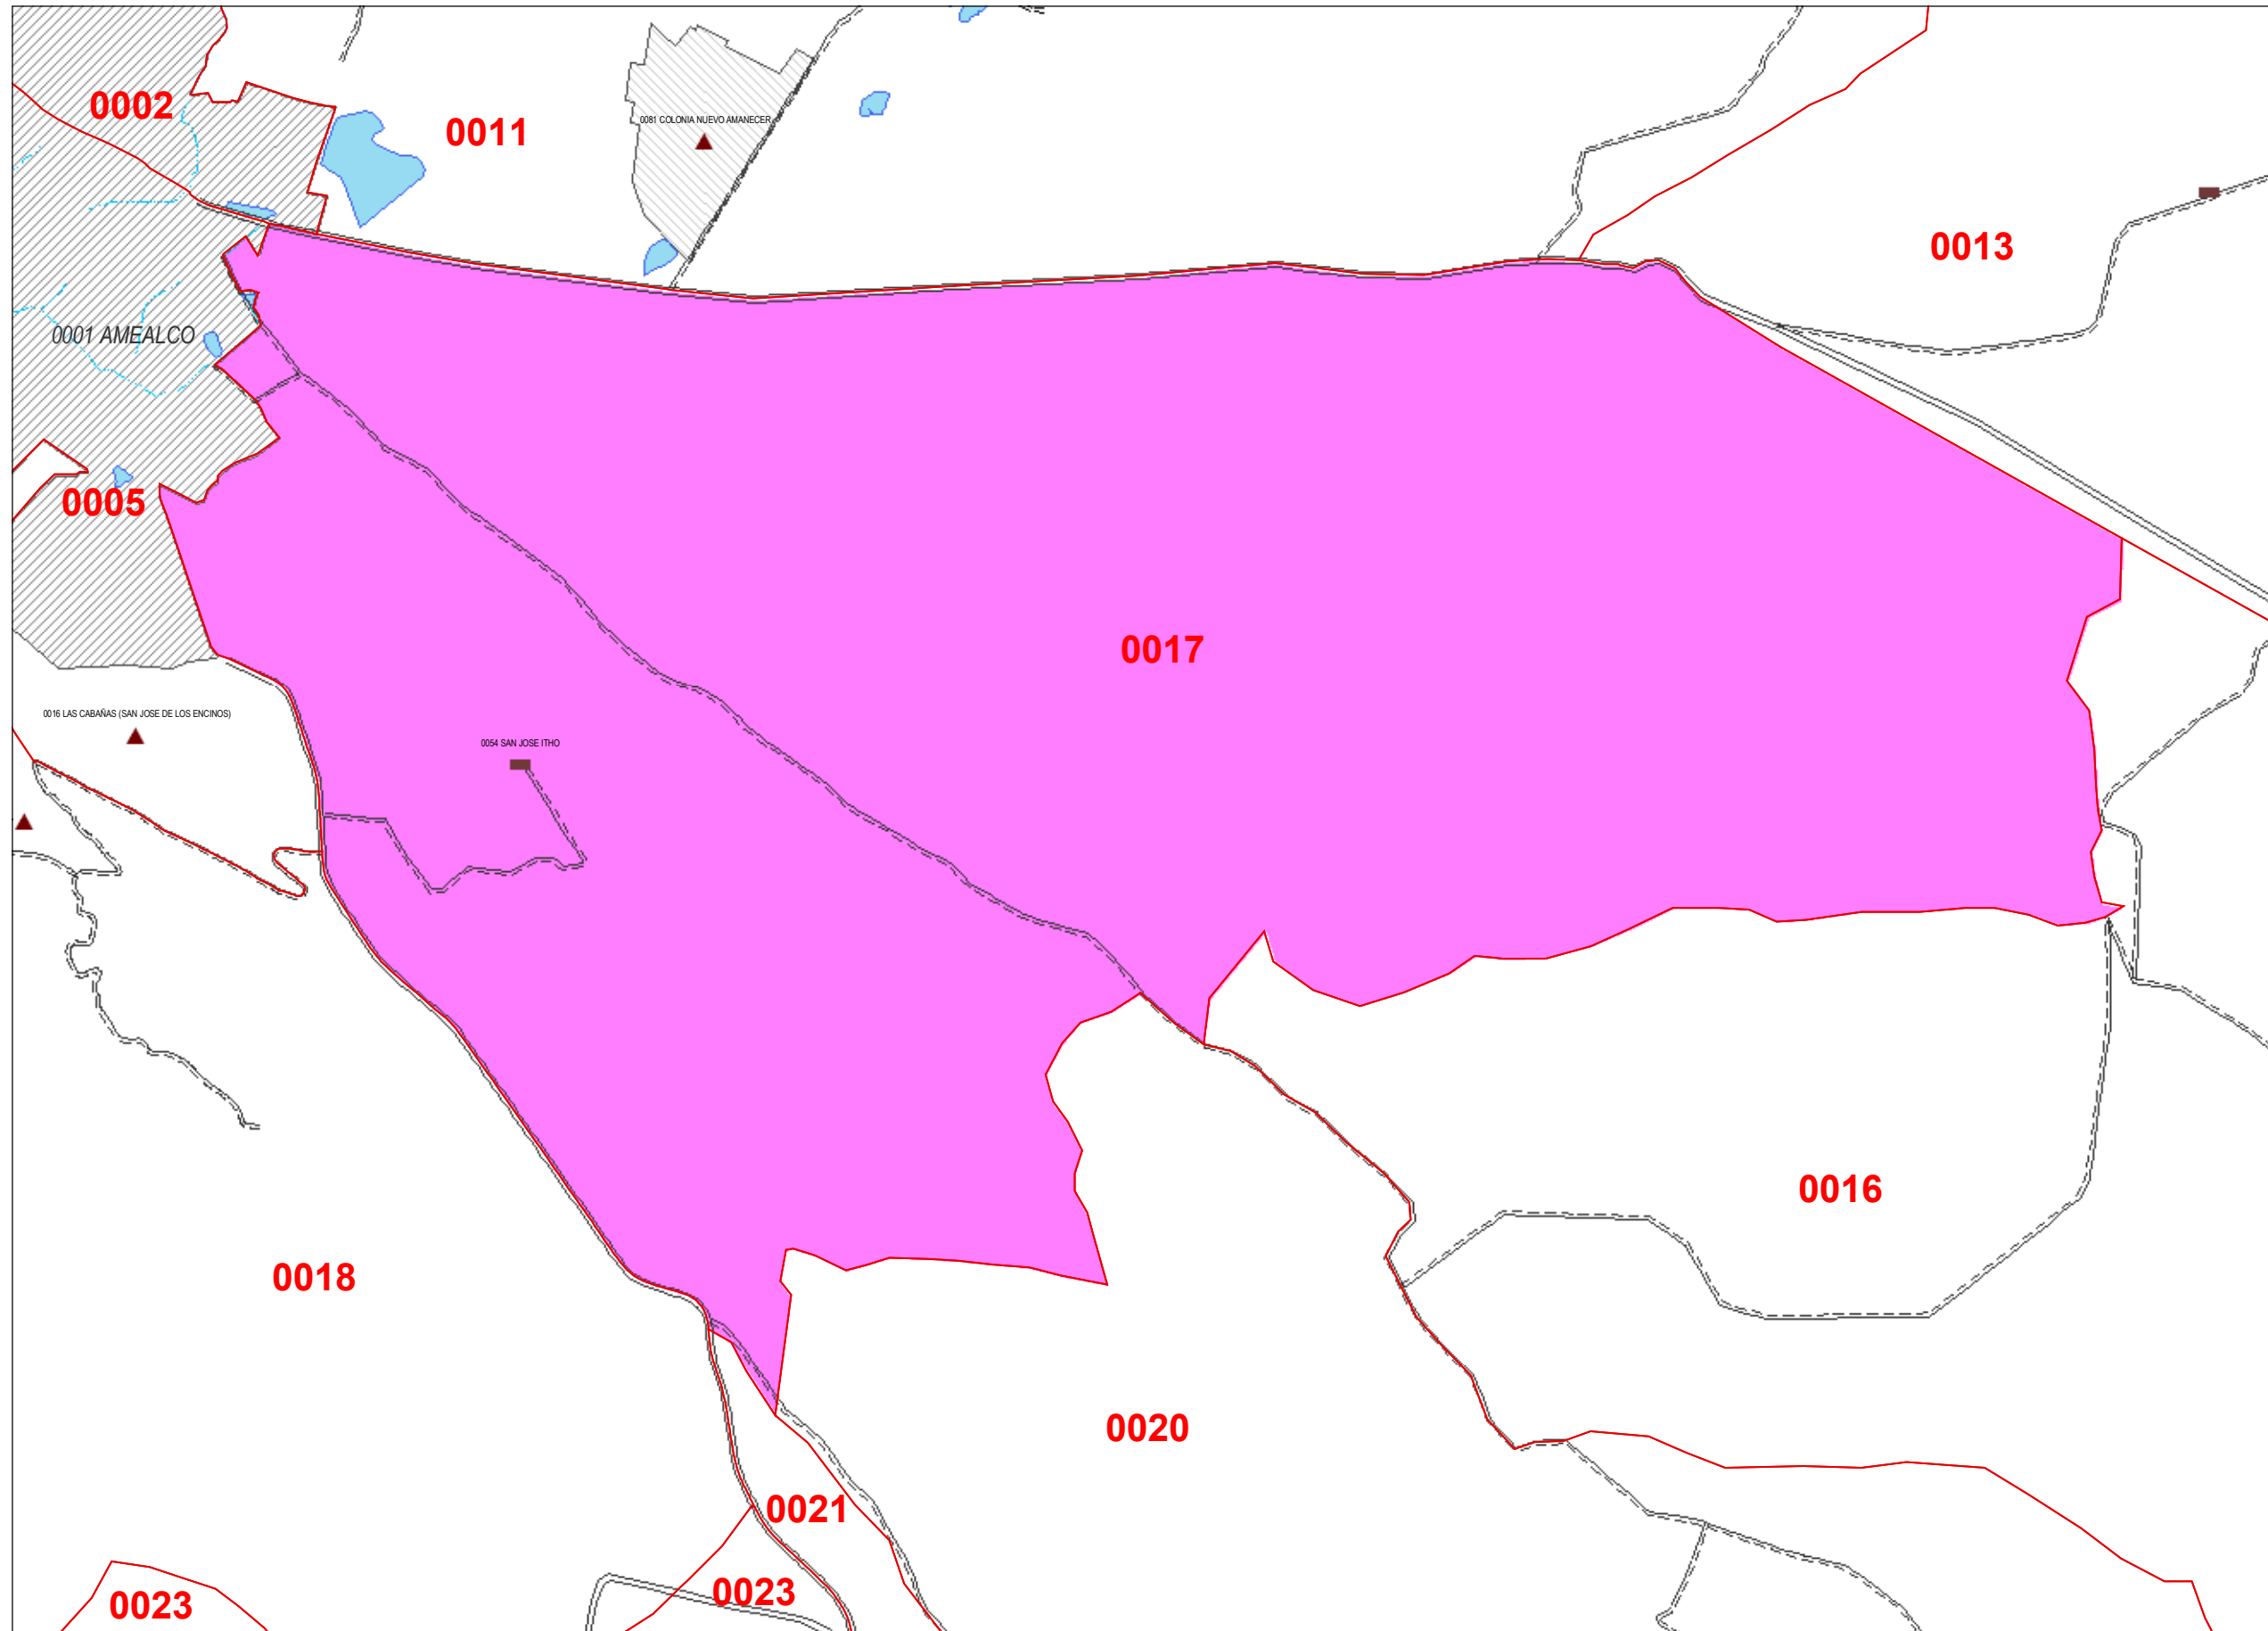 0002
0011
0081 COLONIA NUEVO AMANECER
0013
0001 AMEALCO
0005
0017
0016 LAS CABAÑAS (SAN JOSE DE LOS ENCINOS)
0054 SAN JOSE ITHO
0016
0018
0020
0021
0023
0023